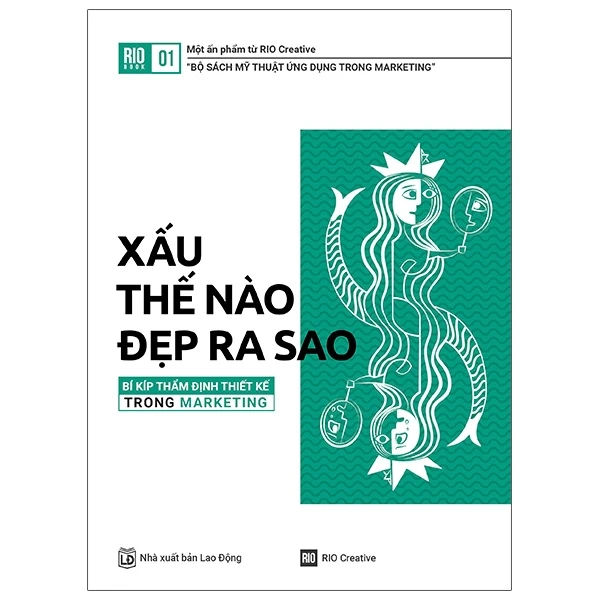 RIO
BOOK
01
Một ấn phẩm từ RIO Creative
"BỘ SÁCH MỸ THUẬT ỨNG DỤNG TRONG MARKETING"
XẤU
THẾ NÀO
ĐẸP RA SAO
BÍ KÍP THẨM ĐỊNH THIẾT KẾ
TRONG MARKETING
LĐ
Nhà xuất bản Lao Động
RIO
RIO Creative